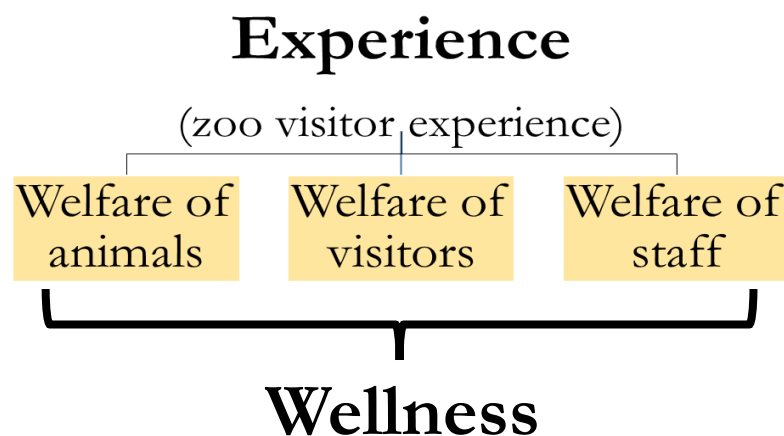 Experience
(zoo visitor experience)
Welfare of
animals
Welfare of
visitors
Welfare of
staff
Wellness